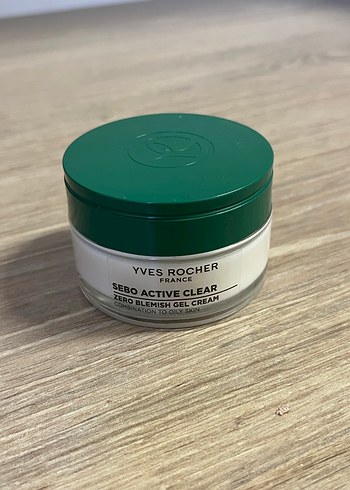 YVES ROCHER
FRANCE
SEBO ACTIVE CLEAR
ZERO BLEMISH GEL CREAM
COMBINATION TO OILY SKIN